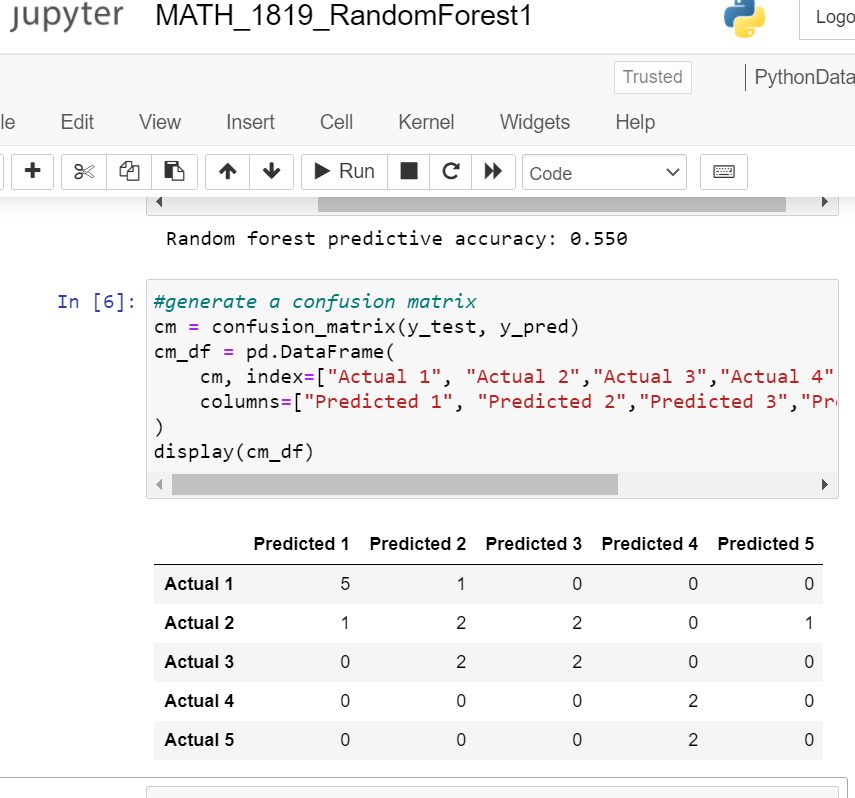 jupyter MATH_1819_RandomForest1 Logo
Trusted PythonData
le Edit View Insert Cell Kernel Widgets Help
Run Code
Random forest predictive accuracy: 0.550
In [6]: #generate a confusion matrix
cm = confusion_matrix(y_test, y_pred)
cm_df = pd.DataFrame(
cm, index=["Actual 1", "Actual 2","Actual 3","Actual 4"
columns=["Predicted 1", "Predicted 2","Predicted 3","Pr
)
display(cm_df)
Predicted 1 Predicted 2 Predicted 3 Predicted 4 Predicted 5
Actual 1 5 1 0 0 0
Actual 2 1 2 2 0 1
Actual 3 0 2 2 0 0
Actual 4 0 0 0 2 0
Actual 5 0 0 0 2 0